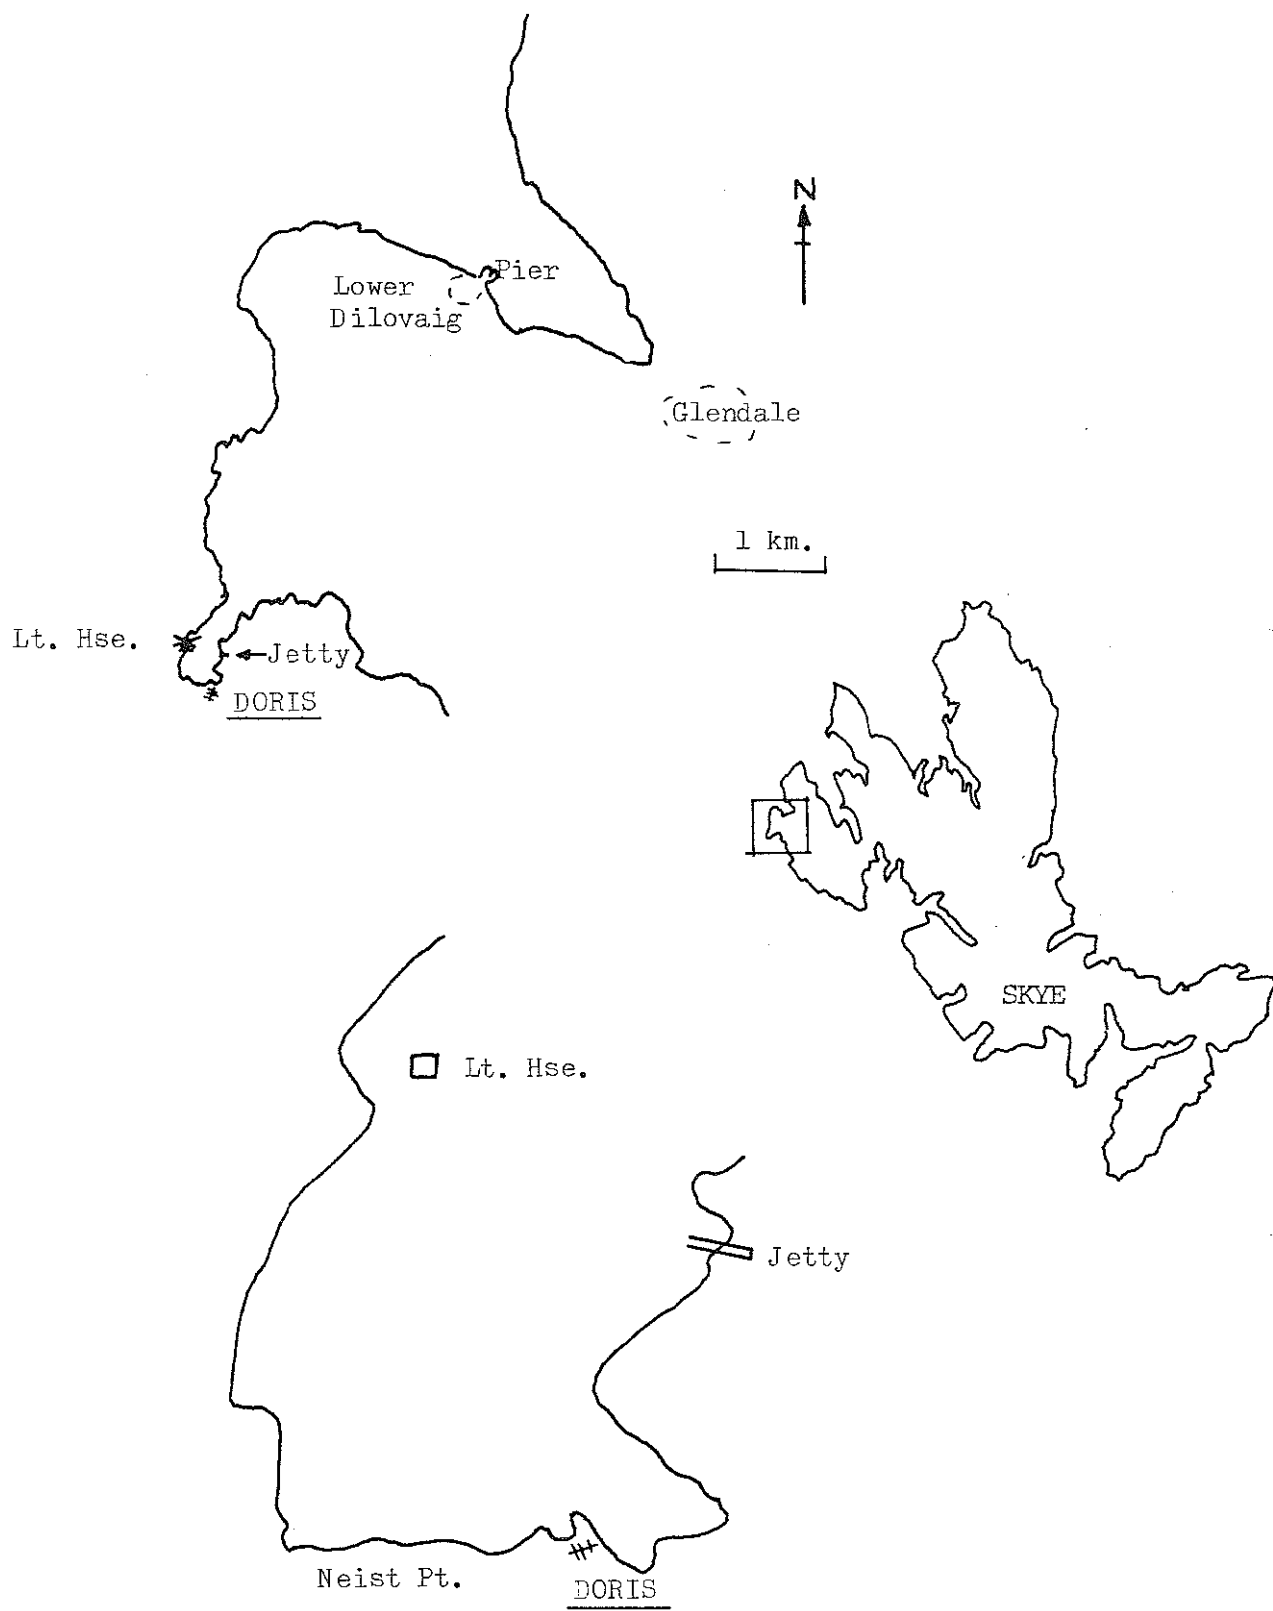 N
Pier
Lower
Dilovaig
Glendale
1 km.
Lt. Hse.
Jetty
DORIS
SKYE
Lt. Hse.
Jetty
Neist Pt.
DORIS